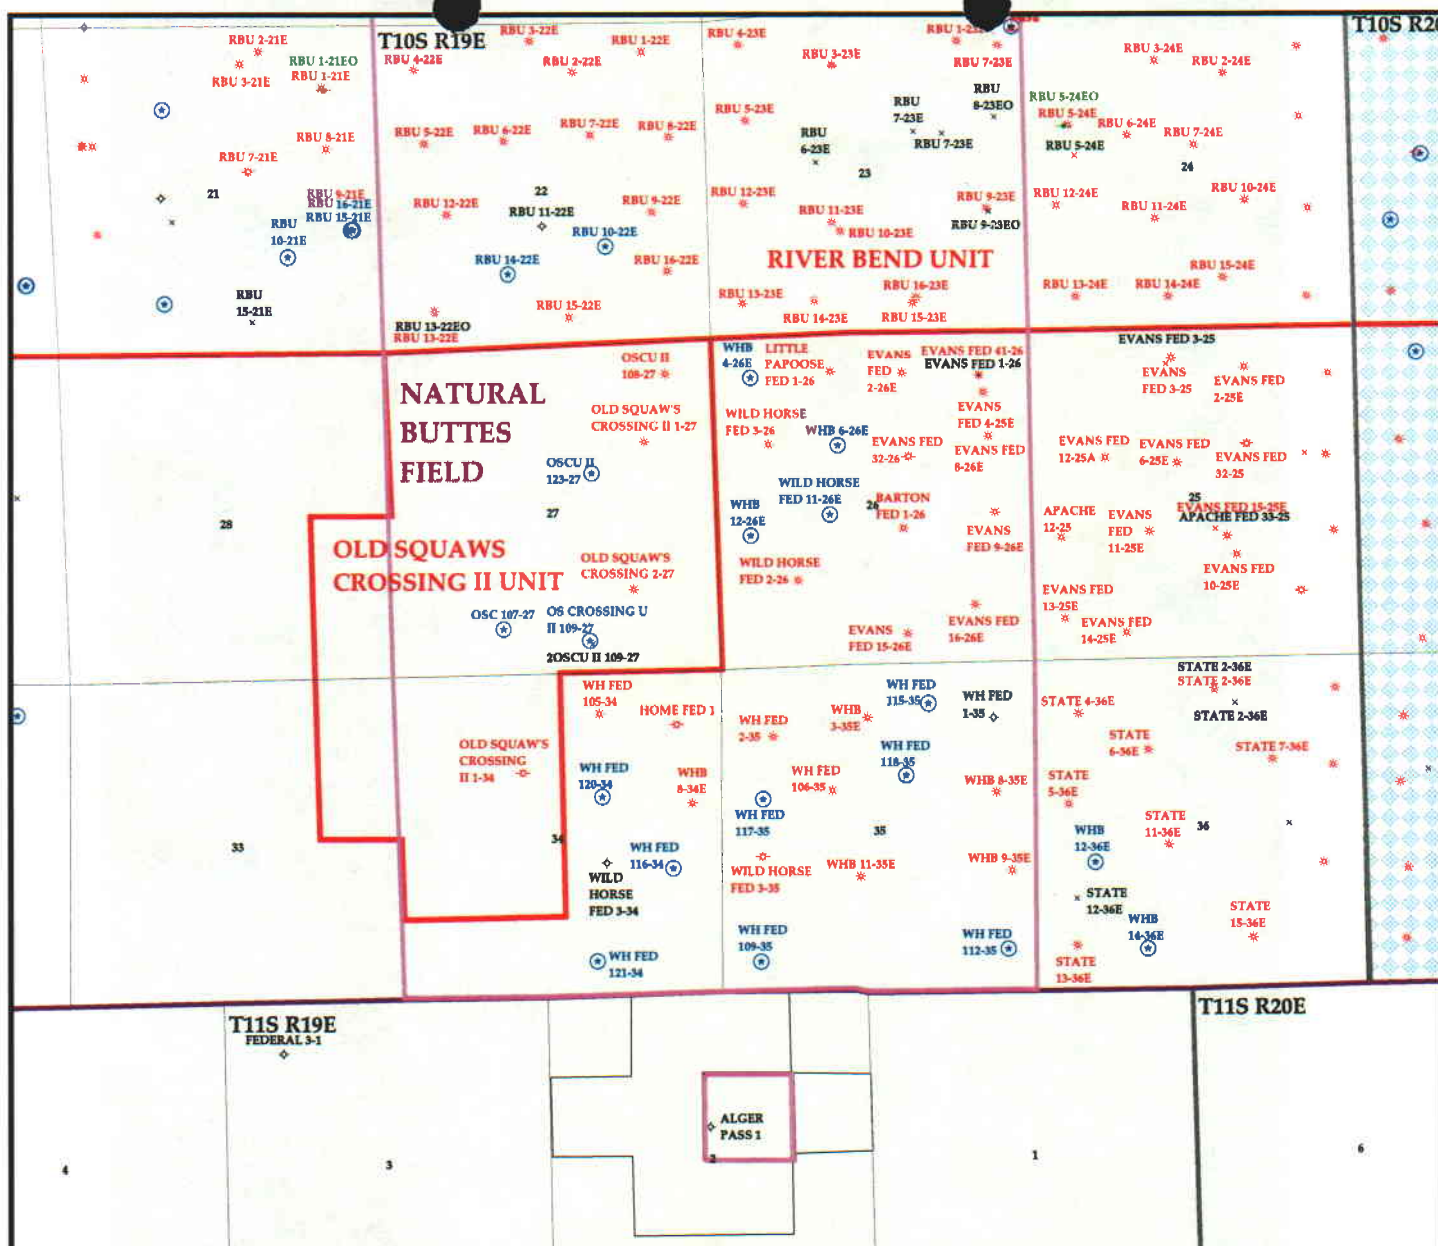 T10S R19E
T10S R20
RBU 2-21E
RBU 3-21E
RBU 1-21EO
RBU 1-21E
RBU 8-21E
RBU 7-21E
21
RBU 9-21E
RBU 16-21E
RBU 15-21E
RBU
10-21E
RBU
15-21E
RBU 3-22E
RBU 1-22E
RBU 4-22E
RBU 2-22E
RBU 5-22E
RBU 6-22E
RBU 7-22E
RBU 8-22E
22
RBU 12-22E
RBU 11-22E
RBU 9-22E
RBU 10-22E
RBU 14-22E
RBU 16-22E
RBU 15-22E
RBU 13-22EO
RBU 13-22E
RBU 4-23E
RBU 3-23E
RBU 7-23E
RBU 5-23E
RBU
7-23E
RBU
8-23EO
RBU
6-23E
RBU 7-23E
23
RBU 12-23E
RBU 9-23E
RBU 11-23E
RBU 10-23E
RBU 9-23EO
RIVER BEND UNIT
RBU 13-23E
RBU 16-23E
RBU 14-23E
RBU 15-23E
RBU 3-24E
RBU 2-24E
RBU 5-24EO
RBU 5-24E
RBU 6-24E
RBU 7-24E
RBU 5-24E
24
RBU 12-24E
RBU 10-24E
RBU 11-24E
RBU 15-24E
RBU 13-24E
RBU 14-24E
NATURAL
BUTTES
FIELD
OSCU II
108-27
OLD SQUAW'S
CROSSING II 1-27
OSCU II
123-27
27
28
OLD SQUAWS
CROSSING II UNIT
OLD SQUAW'S
CROSSING 2-27
OSC 107-27
OS CROSSING U
II 109-27
2OSCU II 109-27
WHB
4-26E
LITTLE
PAPOOSE
FED 1-26
EVANS
FED
2-26E
EVANS FED 41-26
EVANS FED 1-26
WILD HORSE
FED 3-26
WHB 6-26E
EVANS
FED 4-25E
EVANS FED
32-26
EVANS FED
8-26E
WILD HORSE
FED 11-26E
WHB
12-26E
26
BARTON
FED 1-26
EVANS
FED 9-26E
WILD HORSE
FED 2-26
EVANS
FED 15-26E
EVANS FED
16-26E
EVANS FED 3-25
EVANS
FED 3-25
EVANS FED
2-25E
EVANS FED
12-25A
EVANS FED
6-25E
EVANS FED
32-25
25
EVANS FED 15-25E
APACHE FED 33-25
APACHE
12-25
EVANS
FED
11-25E
EVANS FED
10-25E
EVANS FED
13-25E
EVANS FED
14-25E
WH FED
105-34
HOME FED 1
OLD SQUAW'S
CROSSING
II 1-34
WH FED
120-34
WHB
8-34E
33
34
WH FED
116-34
WILD
HORSE
FED 3-34
WH FED
121-34
WH FED
115-35
WH FED
1-35
WH FED
2-35
WHB
3-35E
WH FED
118-35
WH FED
106-35
WHB 8-35E
WH FED
117-35
35
WILD HORSE
FED 3-35
WHB 11-35E
WHB 9-35E
WH FED
109-35
WH FED
112-35
STATE 2-36E
STATE 2-36E
STATE 4-36E
STATE 2-36E
STATE
6-36E
STATE 7-36E
STATE
5-36E
STATE
11-36E
36
WHB
12-36E
STATE
12-36E
WHB
14-36E
STATE
15-36E
STATE
13-36E
T11S R19E
FEDERAL 3-1
T11S R20E
ALGER
PASS 1
2
4
3
1
6